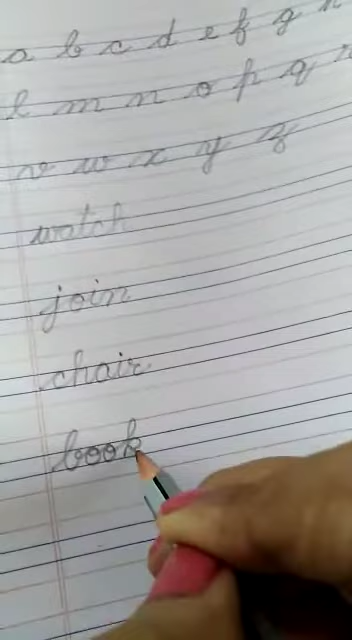 a b c d e f g h
l m n o p q r
v w x y z
watch
join
chair
book